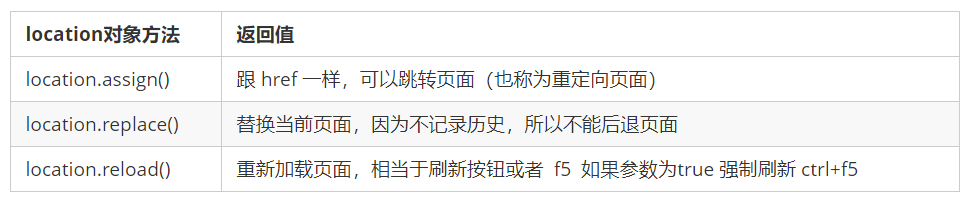 location对象方法 返回值
location.assign() 跟 href 一样，可以跳转页面（也称为重定向页面）
location.replace() 替换当前页面，因为不记录历史，所以不能后退页面
location.reload() 重新加载页面，相当于刷新按钮或者 f5 如果参数为true 强制刷新 ctrl+f5